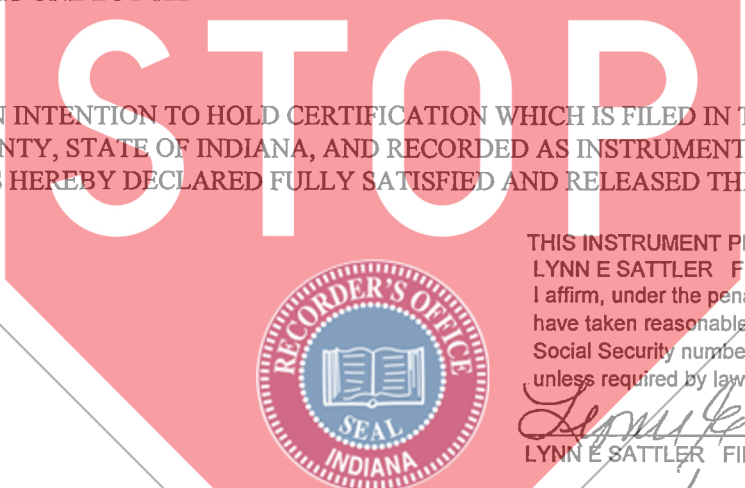 STOP
N INTENTION TO HOLD CERTIFICATION WHICH IS FILED IN T
NTY, STATE OF INDIANA, AND RECORDED AS INSTRUMENT
S HEREBY DECLARED FULLY SATISFIED AND RELEASED TH
THIS INSTRUMENT P
LYNN E SATTLER F
I affirm, under the pena
have taken reasonable
Social Security numbe
unless required by law
LYNN E SATTLER FI
RECORDER'S OFFICE
SEAL
INDIANA